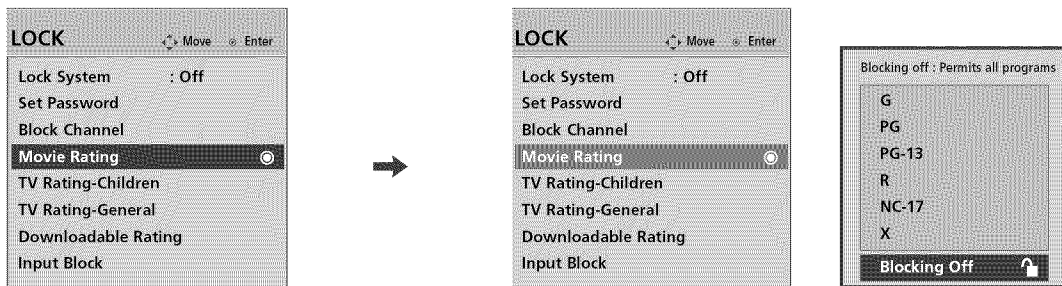 LOCK Move Enter
Lock System : Off
Set Password
Block Channel
Movie Rating
TV Rating-Children
TV Rating-General
Downloadable Rating
Input Block
LOCK Move Enter
Lock System : Off
Set Password
Block Channel
Movie Rating
TV Rating-Children
TV Rating-General
Downloadable Rating
Input Block
Blocking off : Permits all programs
G
PG
PG-13
R
NC-17
X
Blocking Off